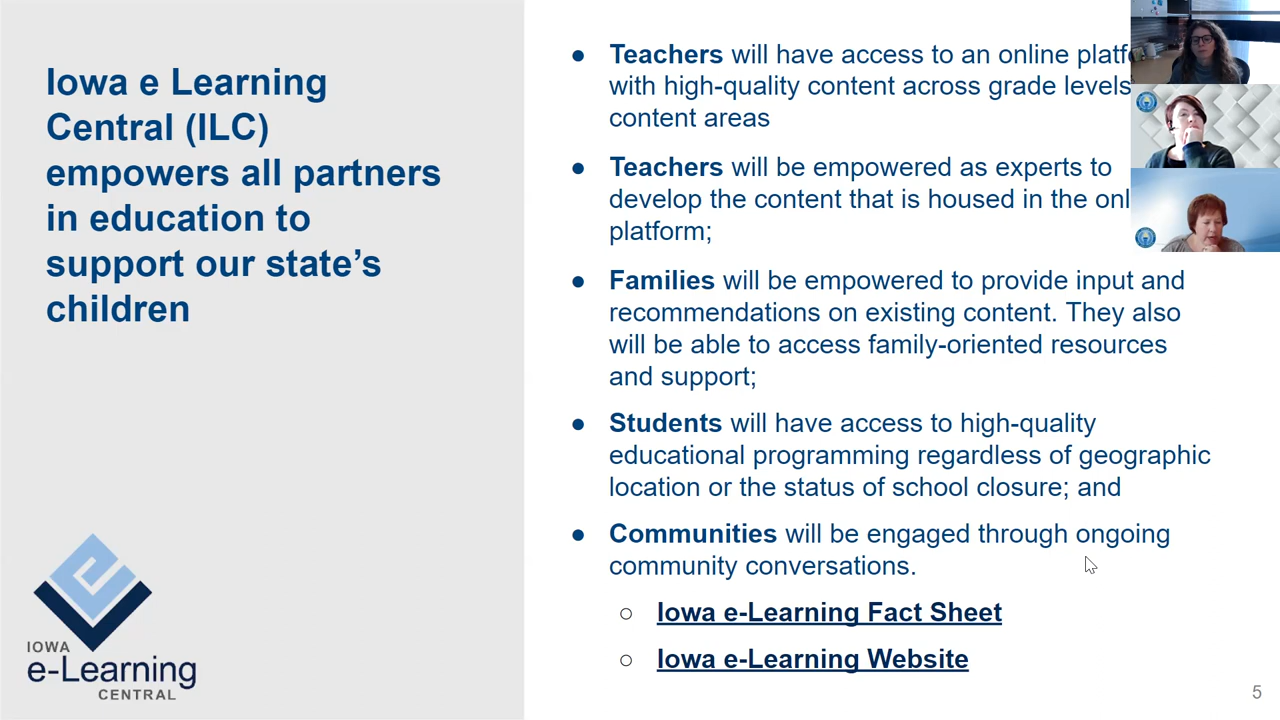 Iowa e Learning
Central (ILC)
empowers all partners
in education to
support our state's
children
● Teachers will have access to an online
with high-quality content across grade levels
content areas
● Teachers will be empowered as experts to
develop the content that is housed in the
platform;
● Families will be empowered to provide input and
recommendations on existing content. They also
will be able to access family-oriented resources
and support;
● Students will have access to high-quality
educational programming regardless of geographic
location or the status of school closure; and
● Communities will be engaged through ongoing
community conversations.
○ Iowa e-Learning Fact Sheet
○ Iowa e-Learning Website
IOWA
e-Learning
CENTRAL
5